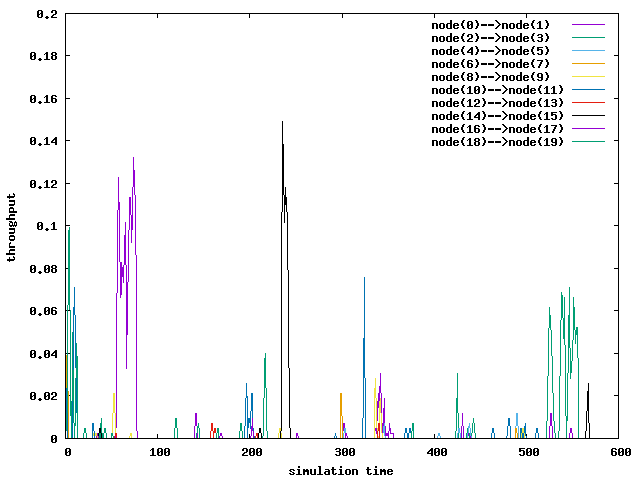 0.2
0.18
0.16
0.14
0.12
0.1
0.08
0.06
0.04
0.02
0
0
100
200
300
400
500
600
throughput
simulation time
node(0)-->node(1)
node(2)-->node(3)
node(4)-->node(5)
node(6)-->node(7)
node(8)-->node(9)
node(10)-->node(11)
node(12)-->node(13)
node(14)-->node(15)
node(16)-->node(17)
node(18)-->node(19)